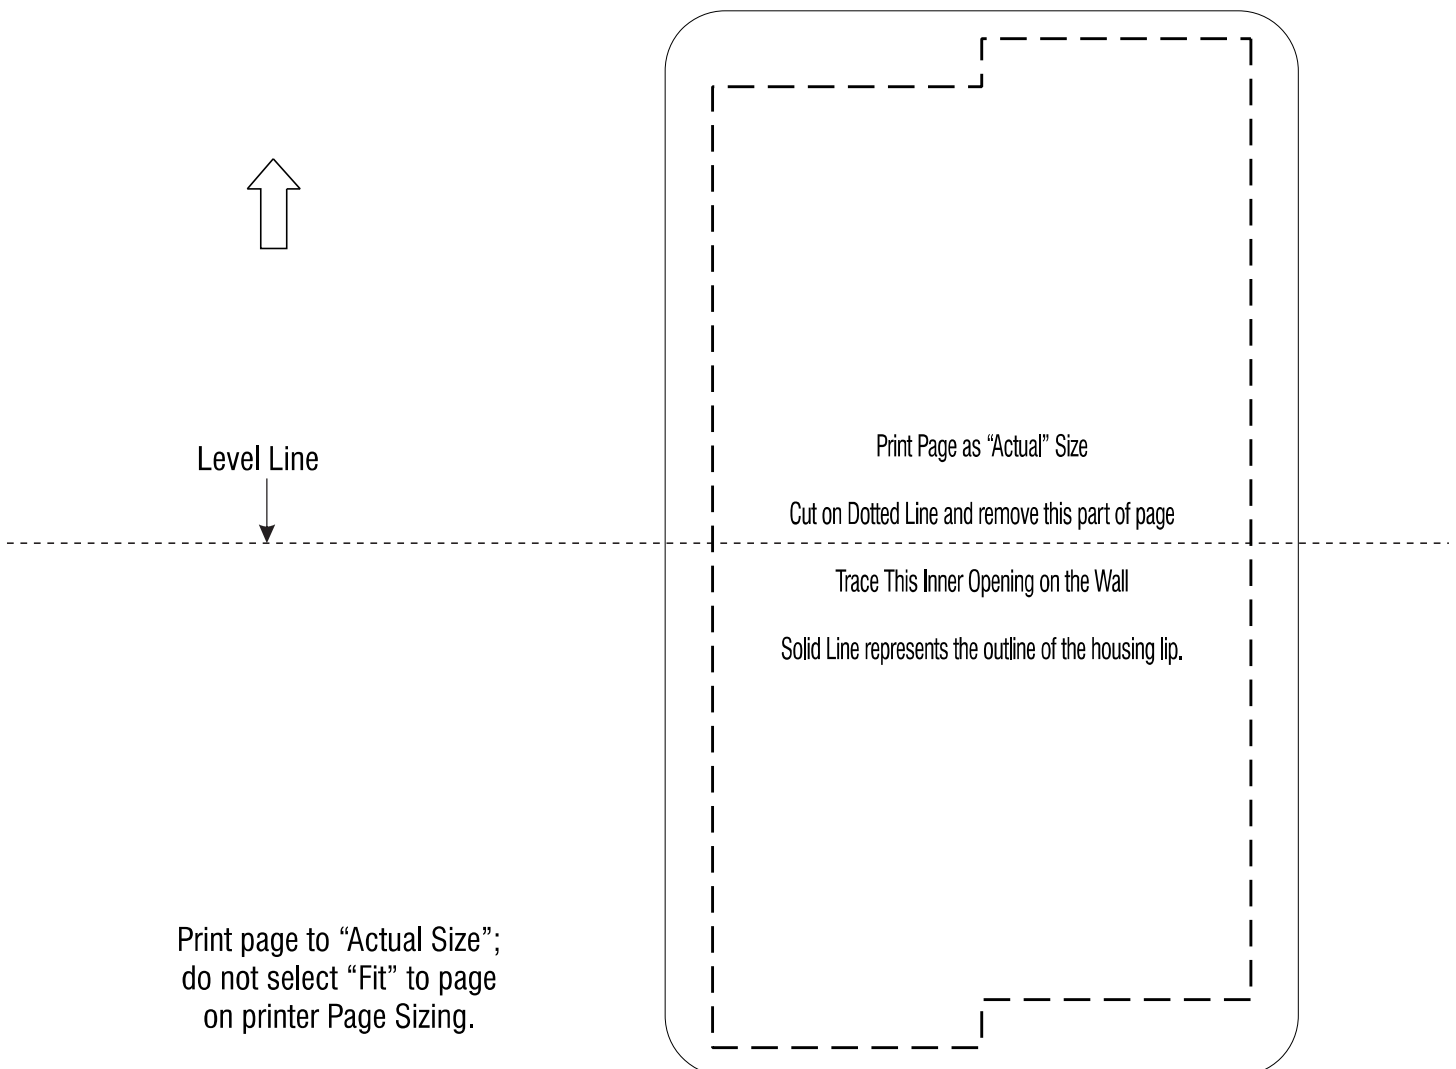 Level Line
Print Page as “Actual” Size
Cut on Dotted Line and remove this part of page
Trace This Inner Opening on the Wall
Solid Line represents the outline of the housing lip.
Print page to “Actual Size”;
do not select “Fit” to page
on printer Page Sizing.